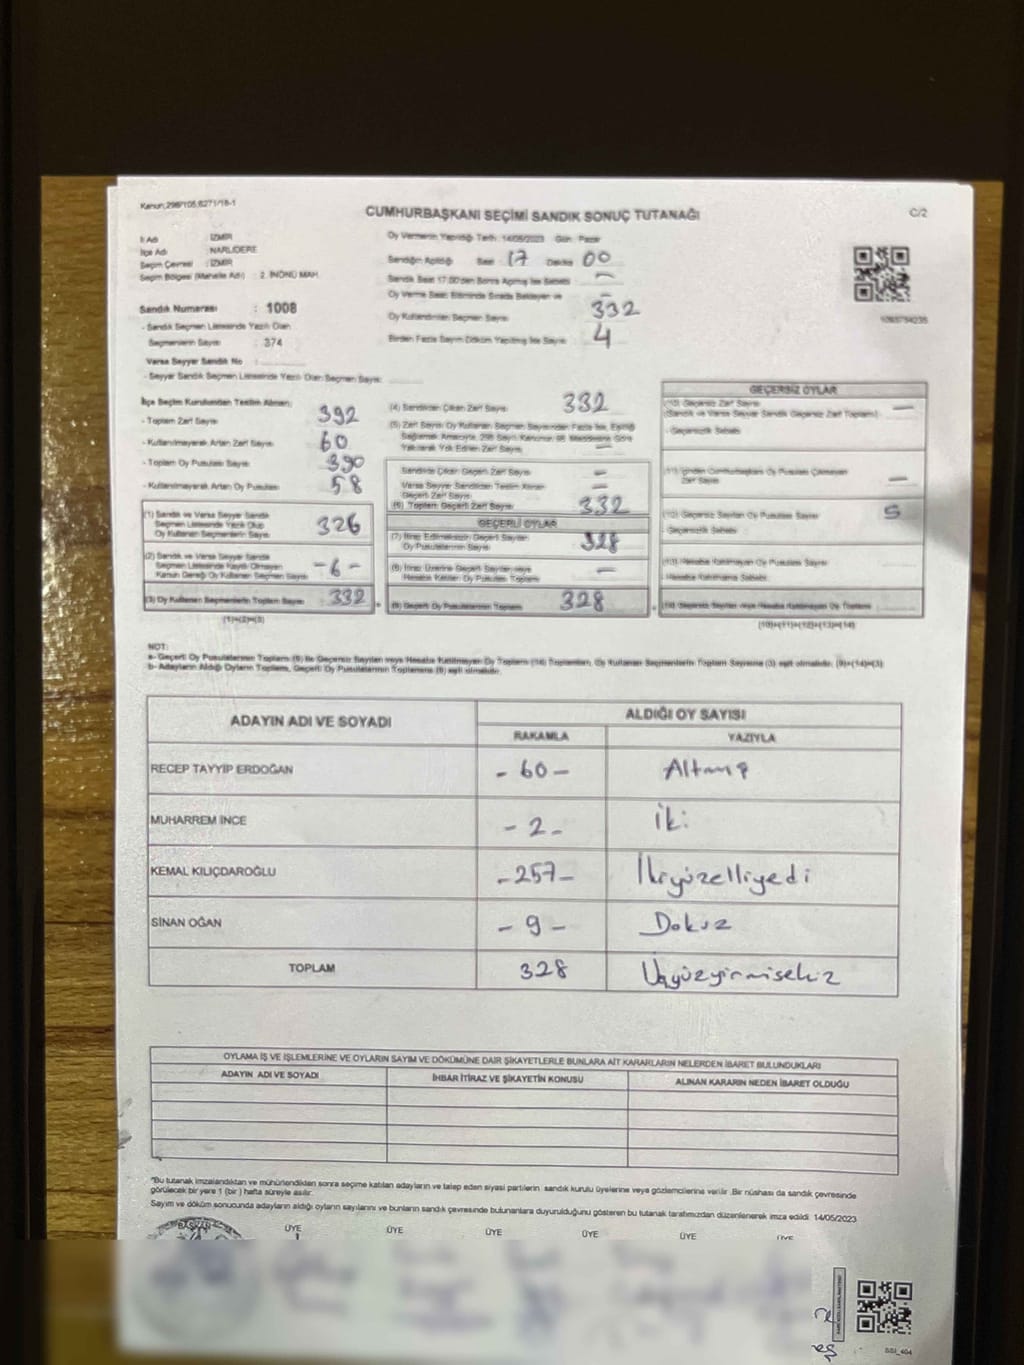 Kanun:298/105;6271/18-1
CUMHURBAŞKANI SEÇİMİ SANDIK SONUÇ TUTANAĞI
C/2
İl Adı : İZMİR
İlçe Adı : NARLIDERE
Seçim Çevresi : İZMİR
Seçim Bölgesi (Mahalle Adı) : 2. İNÖNÜ MAH.
Oy Vermenin Yapıldığı Tarih: 14/05/2023 Gün: Pazar
Sandığın Açıldığı Saat 17 Dakika 00
Sandık Saat 17.00'den Sonra Açılmış İse Sebebi —
Oy Verme Saati Bitiminde Sırada Bekleyen ve —
Oy Kullandırılan Seçmen Sayısı 332
Birden Fazla Sayım Döküm Yapılmış İse Sayısı 4
Sandık Numarası : 1008
- Sandık Seçmen Listesinde Yazılı Olan
Seçmenlerin Sayısı : 374
Varsa Seyyar Sandık No :
- Seyyar Sandık Seçmen Listesinde Yazılı Olan Seçmen Sayısı:
İlçe Seçim Kurulundan Teslim Alınan;
- Toplam Zarf Sayısı 392
- Kullanılmayarak Artan Zarf Sayısı 60
- Toplam Oy Pusulası Sayısı 390
- Kullanılmayarak Artan Oy Pusulası 58
(1) Sandık ve Varsa Seyyar Sandık
Seçmen Listesinde Yazılı Olup
Oy Kullanan Seçmenlerin Sayısı 326
(2) Sandık ve Varsa Seyyar Sandık
Seçmen Listesinde Kayıtlı Olmayan
Kanun Gereği Oy Kullanan Seçmen Sayısı -6-
(3) Oy Kullanan Seçmenlerin Toplam Sayısı 332
(1)+(2)=(3)
(4) Sandıktan Çıkan Zarf Sayısı 332
(5) Zarf Sayısı Oy Kullanan Seçmen Sayısından Fazla İse, Eşitliği
Sağlamak Amacıyla, 298 Sayılı Kanunun 98. Maddesine Göre
Yakılarak Yok Edilen Zarf Sayısı —
Sandıkta Çıkan Geçerli Zarf Sayısı —
Varsa Seyyar Sandıktan Teslim Alınan
Geçerli Zarf Sayısı —
(6) Toplam Geçerli Zarf Sayısı 332
GEÇERLİ OYLAR
(7) İtiraz Edilmeksizin Geçerli Sayılan
Oy Pusulalarının Sayısı 328
(8) İtiraz Üzerine Geçerli Sayılan veya
Hesaba Katılan Oy Pusulası Toplamı —
(9) Geçerli Oy Pusulalarının Toplamı 328
GEÇERSİZ OYLAR
(10) Geçersiz Zarf Sayısı —
(Sandık ve Varsa Seyyar Sandık Geçersiz Zarf Toplamı)
- Geçersizlik Sebebi
(11) İçinden Cumhurbaşkanı Oy Pusulası Çıkmayan
Zarf Sayısı —
(12) Geçersiz Sayılan Oy Pusulası Sayısı
- Geçersizlik Sebebi
(13) Hesaba Katılmayan Oy Pusulası Sayısı
- Hesaba Katılmama Sebebi
(14) Geçersiz Sayılan veya Hesaba Katılmayan Oy Toplamı
(10)+(11)+(12)+(13)=(14)
NOT:
a- Geçerli Oy Pusulalarının Toplamı (9) ile Geçersiz Sayılan veya Hesaba Katılmayan Oy Toplamı (14) Toplamları, Oy Kullanan Seçmenlerin Toplam Sayısına (3) eşit olmalıdır. (9)+(14)=(3)
b- Adayların Aldığı Oyların Toplamı, Geçerli Oy Pusulalarının Toplamına (9) eşit olmalıdır.
ADAYIN ADI VE SOYADI
ALDIĞI OY SAYISI
RAKAMLA YAZIYLA
RECEP TAYYİP ERDOĞAN -60- Altmış
MUHARREM İNCE -2- İki
KEMAL KILIÇDAROĞLU -257- İkiyüzelliyedi
SİNAN OĞAN -9- Dokuz
TOPLAM 328 Üçyüzyirmisekiz
OYLAMA İŞ VE İŞLEMLERİNE VE OYLARIN SAYIM VE DÖKÜMÜNE DAİR ŞİKAYETLERLE BUNLARA AİT KARARLARIN NELERDEN İBARET BULUNDUKLARI
ADAYIN ADI VE SOYADI İHBAR İTİRAZ VE ŞİKAYETİN KONUSU ALINAN KARARIN NEDEN İBARET OLDUĞU
"Bu tutanak imzalandıktan ve mühürlendikten sonra seçime katılan adayların ve talep eden siyasi partilerin sandık kurulu üyelerine veya gözlemcilerine verilir. Bir nüshası da sandık çevresinde
görülecek bir yere 1 (bir) hafta süreyle asılır.
Sayım ve döküm sonucunda adayların aldığı oyların sayılarını ve bunların sandık çevresinde bulunanlara duyurulduğunu gösteren bu tutanak tarafımızdan düzenlenerek imza edildi. 14/05/2023
BAŞKAN ÜYE ÜYE ÜYE ÜYE ÜYE ÜYE